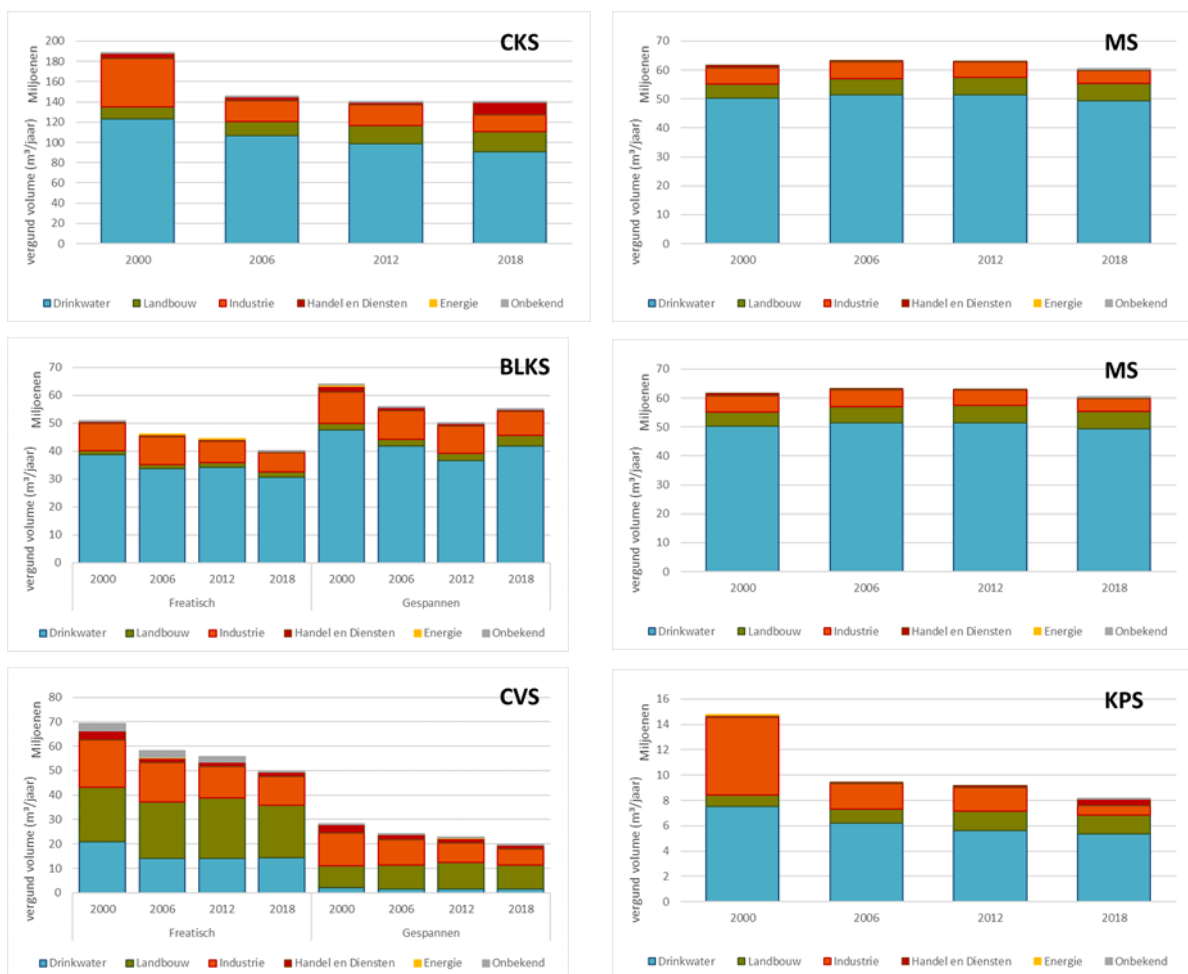 CKS
vergund volume (m³/jaar) Miljoenen
200
180
160
140
120
100
80
60
40
20
0
2000 2006 2012 2018
Drinkwater Landbouw Industrie Handel en Diensten Energie Onbekend
MS
vergund volume (m³/jaar) Miljoenen
70
60
50
40
30
20
10
0
2000 2006 2012 2018
Drinkwater Landbouw Industrie Handel en Diensten Energie Onbekend
BLKS
vergund volume (m³/jaar) Miljoenen
70
60
50
40
30
20
10
0
2000 2006 2012 2018 2000 2006 2012 2018
Freatisch Gespannen
Drinkwater Landbouw Industrie Handel en Diensten Energie Onbekend
MS
vergund volume (m³/jaar) Miljoenen
70
60
50
40
30
20
10
0
2000 2006 2012 2018
Drinkwater Landbouw Industrie Handel en Diensten Energie Onbekend
CVS
vergund volume (m³/jaar) Miljoenen
80
70
60
50
40
30
20
10
0
2000 2006 2012 2018 2000 2006 2012 2018
Freatisch Gespannen
Drinkwater Landbouw Industrie Handel en Diensten Energie Onbekend
KPS
vergund volume (m³/jaar) Miljoenen
16
14
12
10
8
6
4
2
0
2000 2006 2012 2018
Drinkwater Landbouw Industrie Handel en Diensten Energie Onbekend